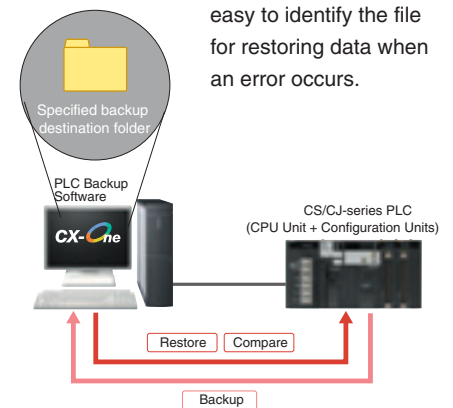 easy to identify the file
for restoring data when
an error occurs.
Specified backup
destination folder
PLC Backup
Software
CX-One
CS/CJ-series PLC
(CPU Unit + Configuration Units)
Restore
Compare
Backup